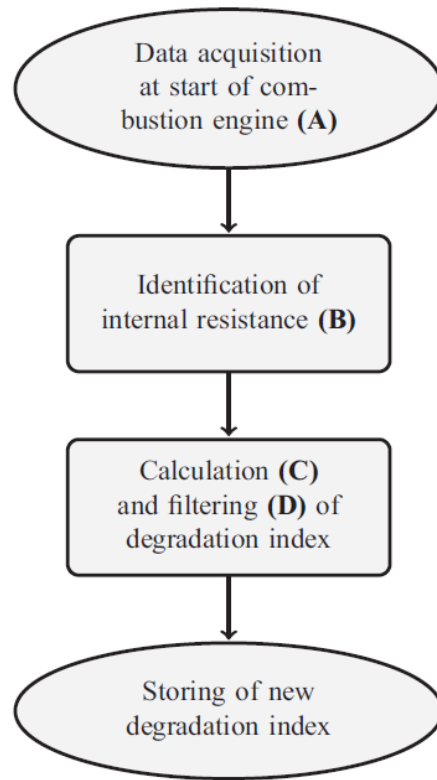 Data acquisition
at start of com-
bustion engine (A)
Identification of
internal resistance (B)
Calculation (C)
and filtering (D) of
degradation index
Storing of new
degradation index